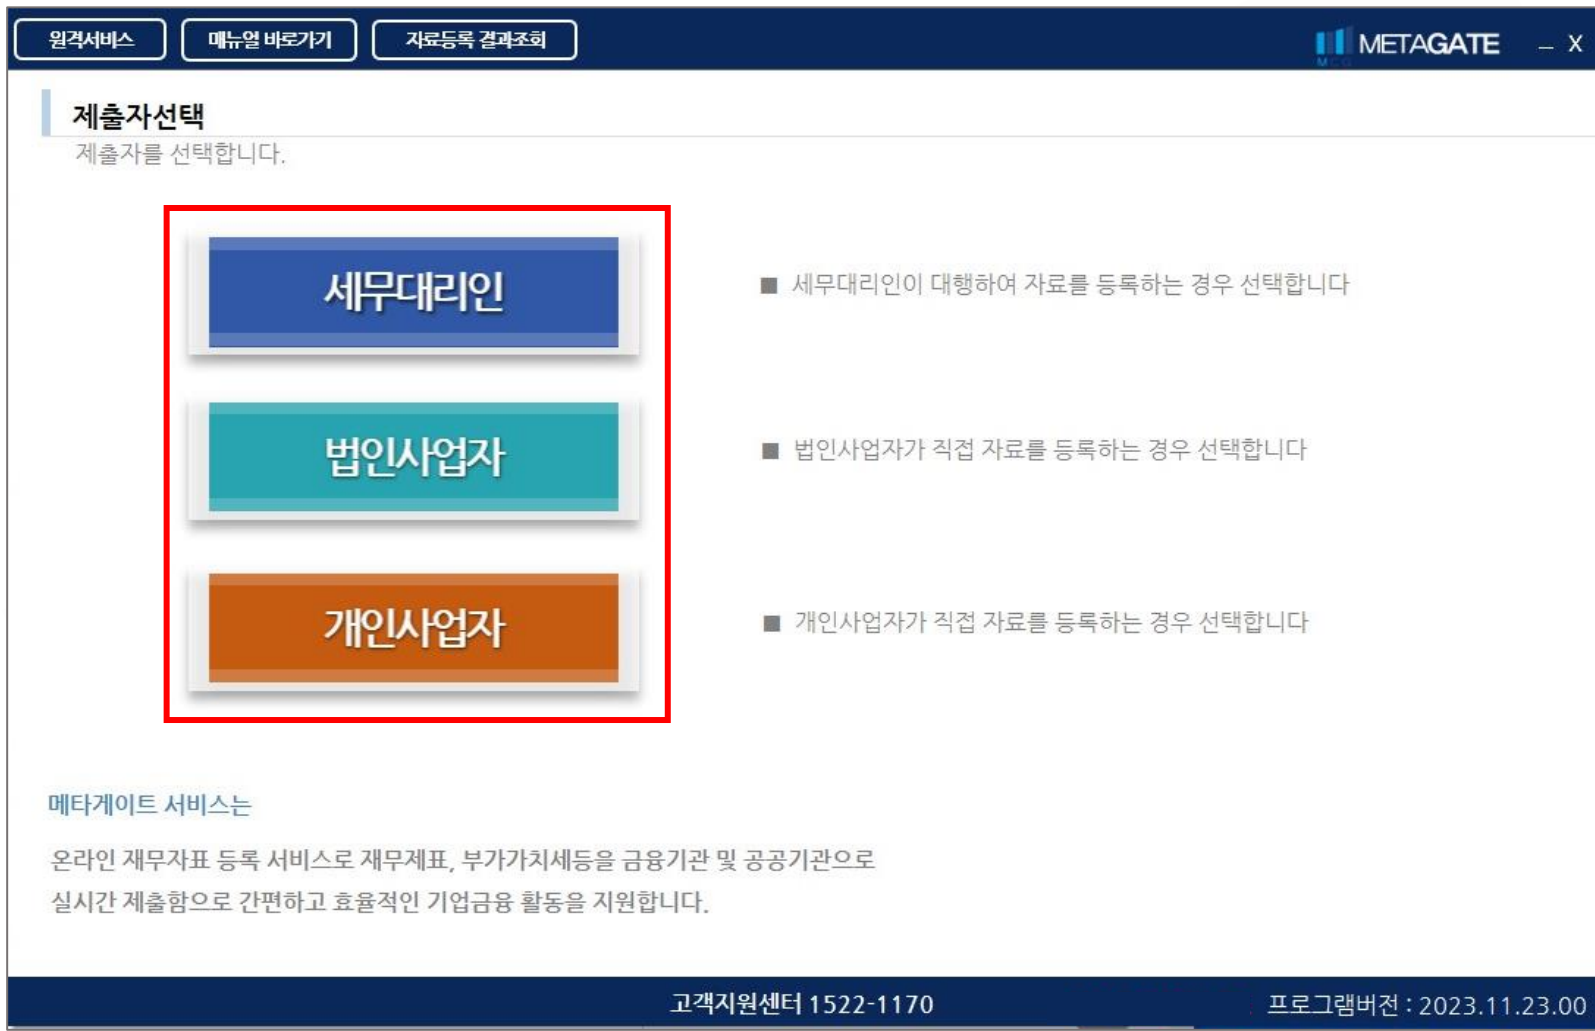 원격서비스 매뉴얼 바로가기 자료등록 결과조회 MCG METAGATE _ X
제출자선택
제출자를 선택합니다.
세무대리인 ■ 세무대리인이 대행하여 자료를 등록하는 경우 선택합니다
법인사업자 ■ 법인사업자가 직접 자료를 등록하는 경우 선택합니다
개인사업자 ■ 개인사업자가 직접 자료를 등록하는 경우 선택합니다
메타게이트 서비스는
온라인 재무자표 등록 서비스로 재무제표, 부가가치세등을 금융기관 및 공공기관으로
실시간 제출함으로 간편하고 효율적인 기업금융 활동을 지원합니다.
고객지원센터 1522-1170 프로그램버전 : 2023.11.23.00